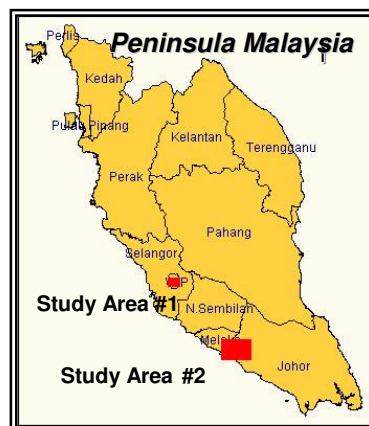 Peninsula Malaysia
Perlis
Kedah
Pulau Pinang
Kelantan
Terengganu
Perak
Pahang
Selangor
Study Area #1
N.Sembilan
Study Area #2
Johor